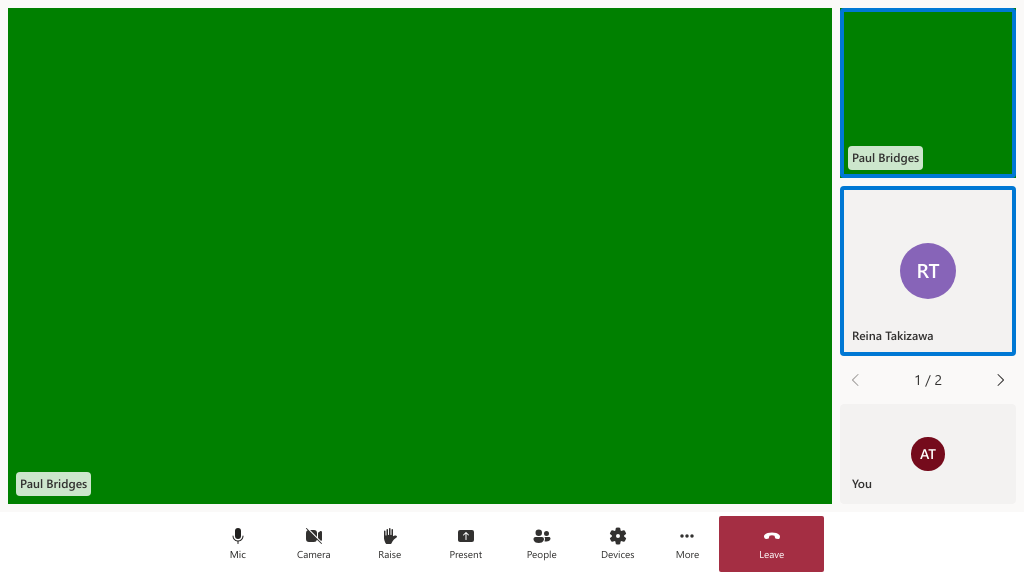 Paul Bridges
Paul Bridges
RT
Reina Takizawa
1 / 2
AT
You
Mic
Camera
Raise
Present
People
Devices
More
Leave